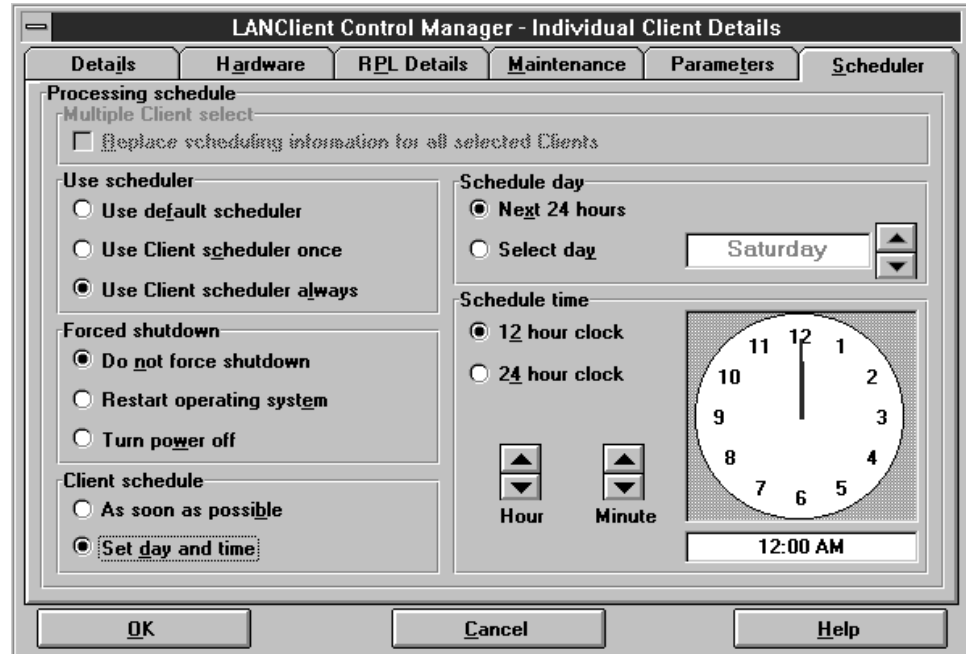 LANClient Control Manager - Individual Client Details
Details Hardware RPL Details Maintenance Parameters Scheduler
Processing schedule
Multiple Client select
Replace scheduling information for all selected Clients
Use scheduler
Use default scheduler
Use Client scheduler once
Use Client scheduler always
Forced shutdown
Do not force shutdown
Restart operating system
Turn power off
Client schedule
As soon as possible
Set day and time
Schedule day
Next 24 hours
Select day Saturday
Schedule time
12 hour clock
24 hour clock
Hour Minute
12
11 1
10 2
9 3
8 4
7 5
6
12:00 AM
OK Cancel Help